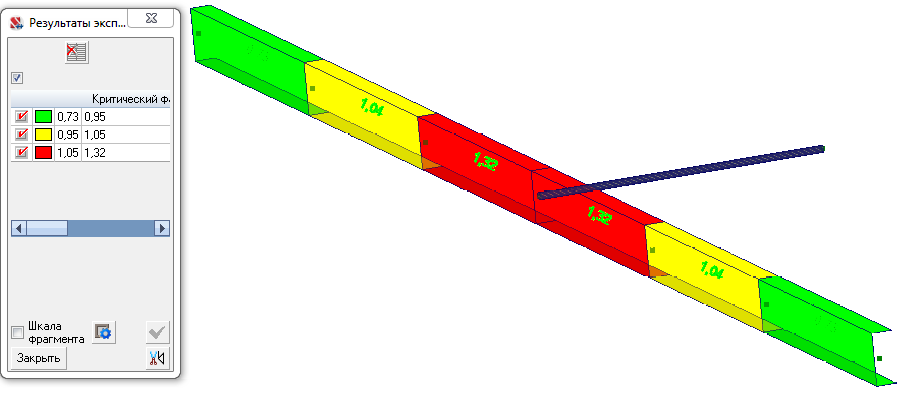 Результаты эксп...
Критический фа
0,73 0,95
0,95 1,05
1,05 1,32
Шкала
фрагмента
Закрыть
1,04
1,32
1,32
1,04